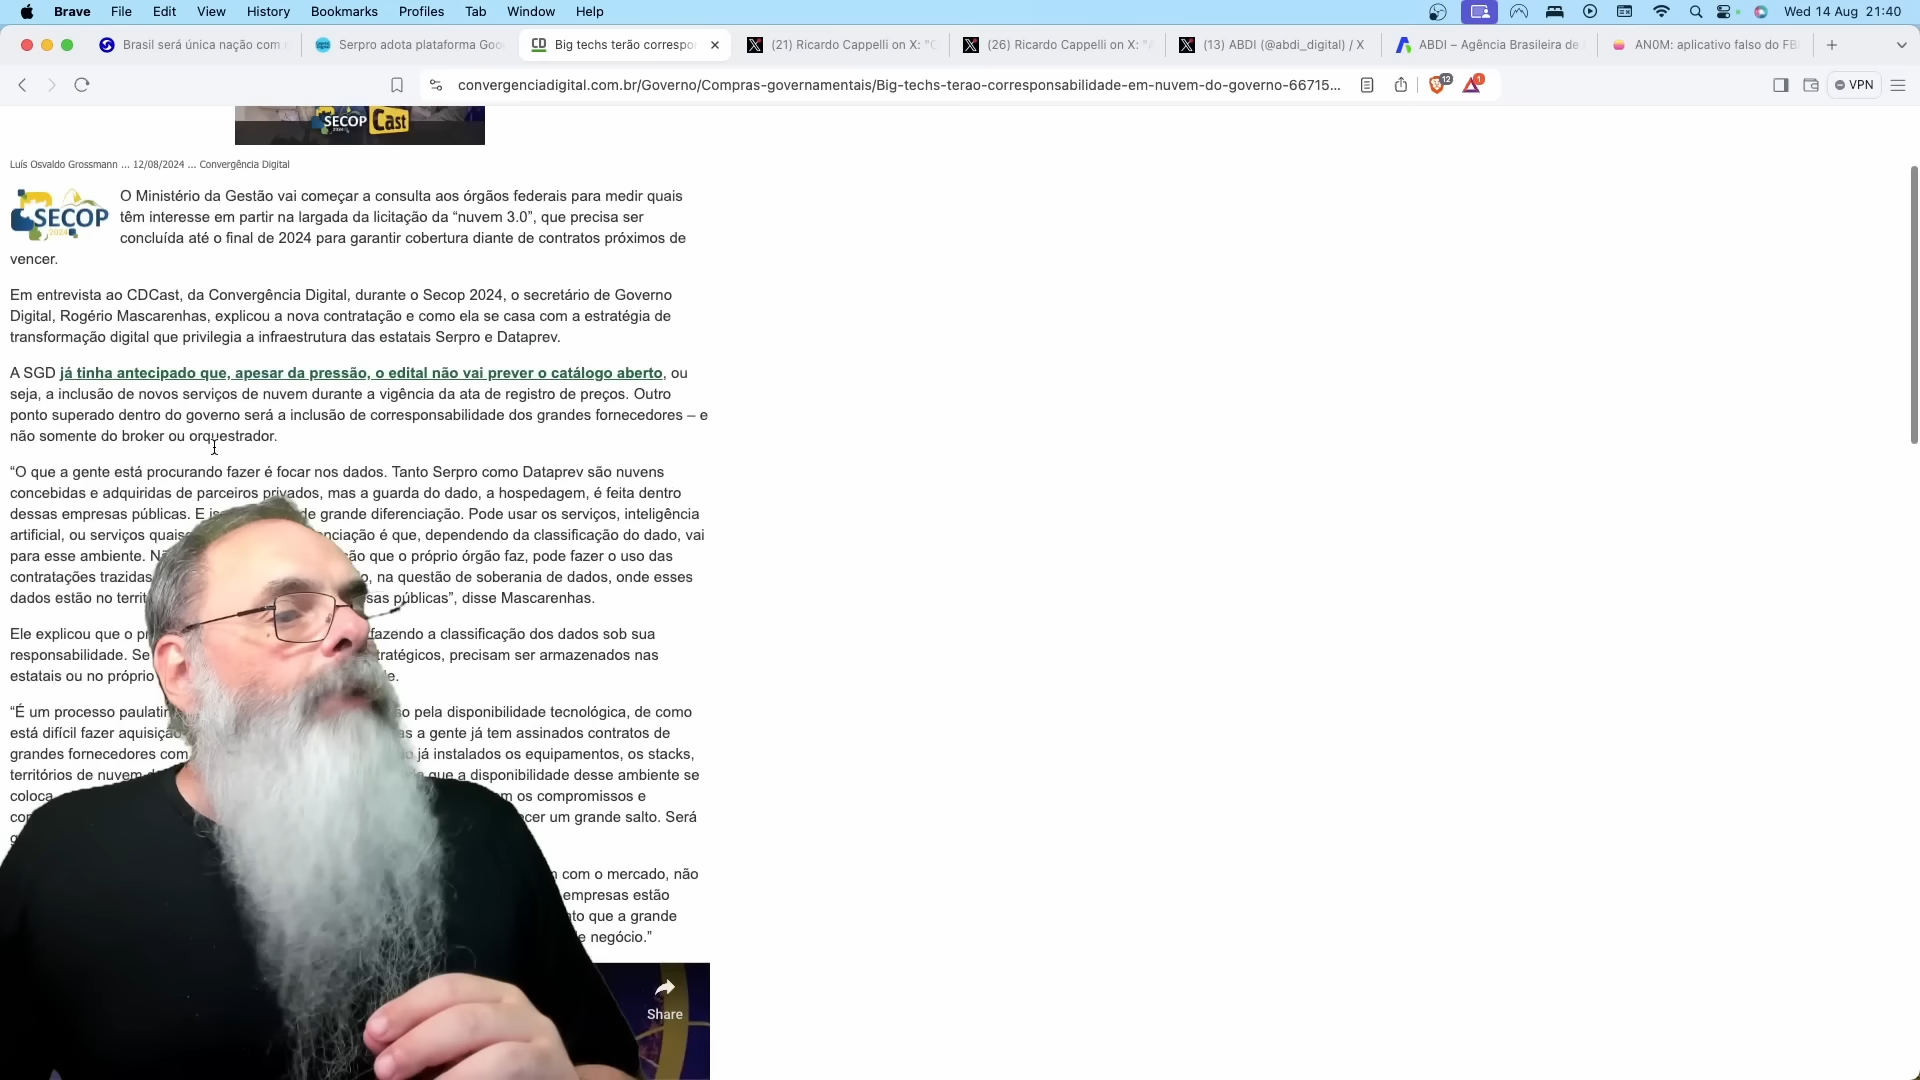 Brave File Edit View History Bookmarks Profiles Tab Window Help Wed 14 Aug 21:40
Brasil será única nação com
Serpro adota plataforma Goo
Big techs terão correspo
(21) Ricardo Cappelli on X: "
(26) Ricardo Cappelli on X: "
(13) ABDI (@abdi_digital) / X
ABDI – Agência Brasileira de
AN0M: aplicativo falso do FB
convergenciadigital.com.br/Governo/Compras-governamentais/Big-techs-terao-corresponsabilidade-em-nuvem-do-governo-66715...
12
1
VPN
SECOP Cast
Luís Osvaldo Grossmann ... 12/08/2024 ... Convergência Digital
SECOP
2024
O Ministério da Gestão vai começar a consulta aos órgãos federais para medir quais
têm interesse em partir na largada da licitação da “nuvem 3.0”, que precisa ser
concluída até o final de 2024 para garantir cobertura diante de contratos próximos de
vencer.
Em entrevista ao CDCast, da Convergência Digital, durante o Secop 2024, o secretário de Governo
Digital, Rogério Mascarenhas, explicou a nova contratação e como ela se casa com a estratégia de
transformação digital que privilegia a infraestrutura das estatais Serpro e Dataprev.
A SGD já tinha antecipado que, apesar da pressão, o edital não vai prever o catálogo aberto, ou
seja, a inclusão de novos serviços de nuvem durante a vigência da ata de registro de preços. Outro
ponto superado dentro do governo será a inclusão de corresponsabilidade dos grandes fornecedores – e
não somente do broker ou orquestrador.
“O que a gente está procurando fazer é focar nos dados. Tanto Serpro como Dataprev são nuvens
concebidas e adquiridas de parceiros privados, mas a guarda do dado, a hospedagem, é feita dentro
dessas empresas públicas. E de grande diferenciação. Pode usar os serviços, inteligência
artificial, ou serviços é que, dependendo da classificação do dado, vai
para esse ambiente. que o próprio órgão faz, pode fazer o uso das
contratações trazidas na questão de soberania de dados, onde esses
dados estão no públicas”, disse Mascarenhas.
Ele explicou que o fazendo a classificação dos dados sob sua
responsabilidade. Se precisam ser armazenados nas
estatais ou no próprio
“É um processo pela disponibilidade tecnológica, de como
está difícil fazer a gente já tem assinados contratos de
grandes fornecedores com já instalados os equipamentos, os stacks,
territórios de nuvem que a disponibilidade desse ambiente se
coloca os compromissos e
um grande salto. Será
com o mercado, não
empresas estão
que a grande
negócio.”
Share